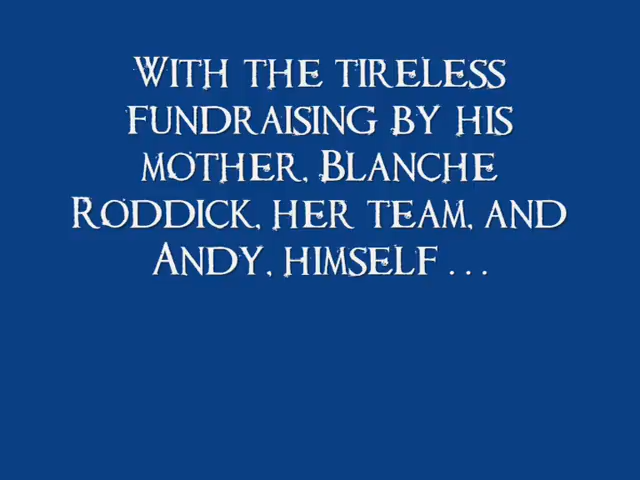 With the tireless
fundraising by his
mother, Blanche
Roddick, her team, and
Andy, himself . . .